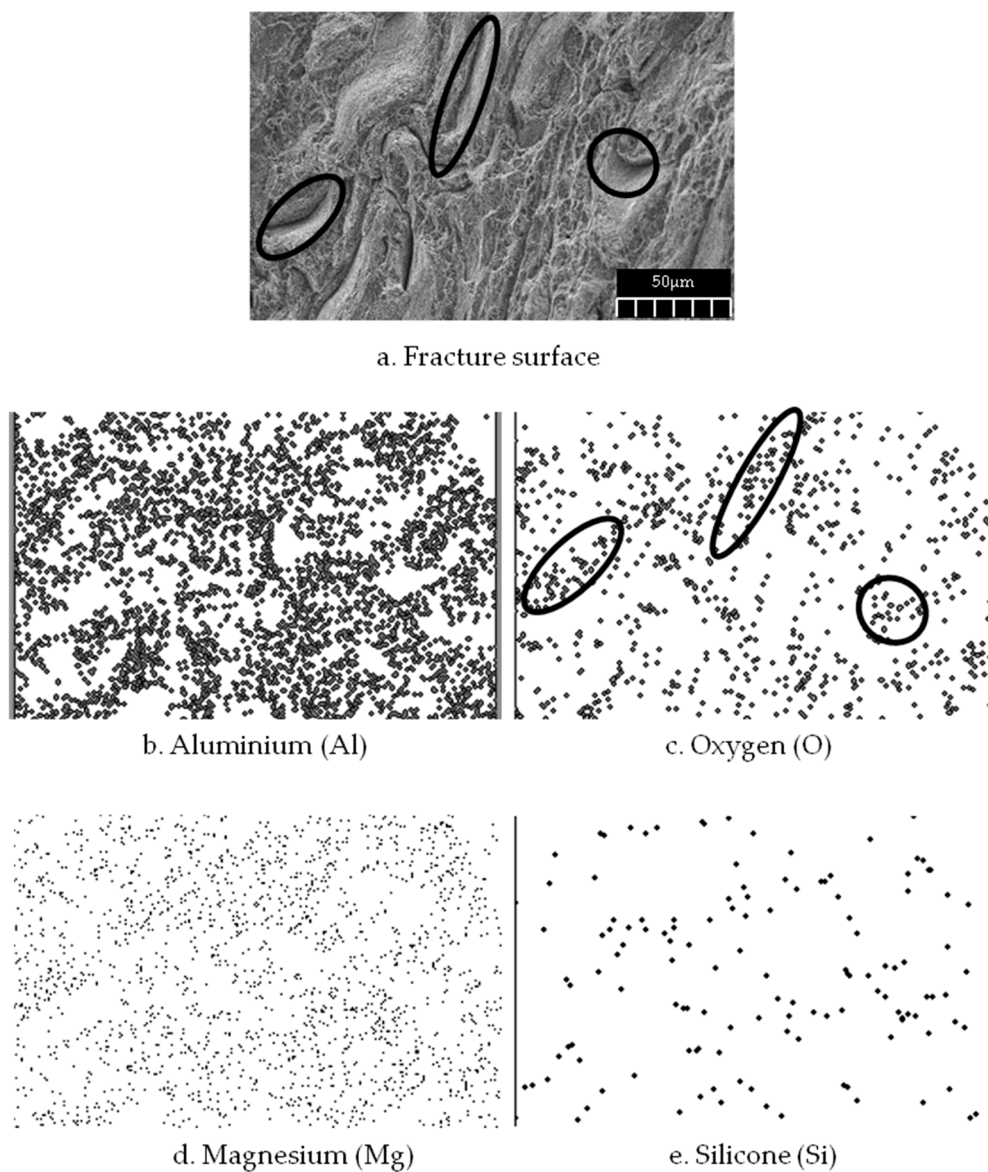 50µm
a. Fracture surface
b. Aluminium (Al)
c. Oxygen (O)
d. Magnesium (Mg)
e. Silicone (Si)